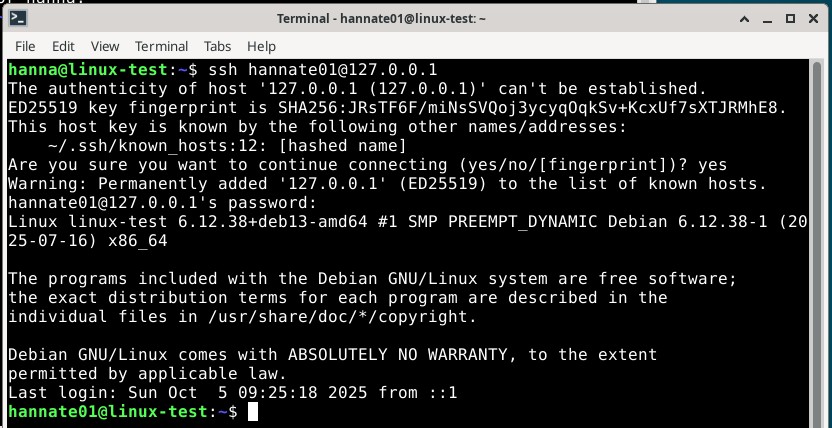 Terminal - hannate01@linux-test: ~
File Edit View Terminal Tabs Help
hanna@linux-test:~$ ssh hannate01@127.0.0.1
The authenticity of host '127.0.0.1 (127.0.0.1)' can't be established.
ED25519 key fingerprint is SHA256:JRsTF6F/miNsSVQoj3ycyqOqkSv+KcxUf7sXTJRMhE8.
This host key is known by the following other names/addresses:
    ~/.ssh/known_hosts:12: [hashed name]
Are you sure you want to continue connecting (yes/no/[fingerprint])? yes
Warning: Permanently added '127.0.0.1' (ED25519) to the list of known hosts.
hannate01@127.0.0.1's password:
Linux linux-test 6.12.38+deb13-amd64 #1 SMP PREEMPT_DYNAMIC Debian 6.12.38-1 (20
25-07-16) x86_64

The programs included with the Debian GNU/Linux system are free software;
the exact distribution terms for each program are described in the
individual files in /usr/share/doc/*/copyright.

Debian GNU/Linux comes with ABSOLUTELY NO WARRANTY, to the extent
permitted by applicable law.
Last login: Sun Oct  5 09:25:18 2025 from ::1
hannate01@linux-test:~$